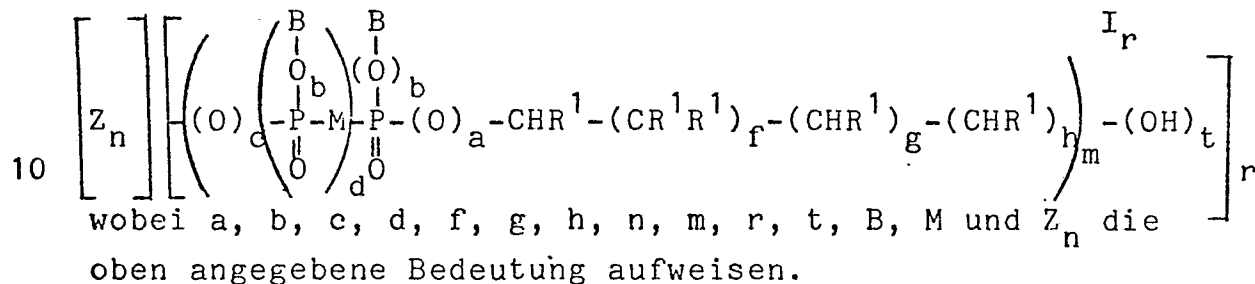 B B I_r
O_b (O)_b
[Z_n] [((O)_c(-P-M)-P-(O)_a-CHR^1-(CR^1R^1)_f-(CHR^1)_g-(CHR^1)_h)_m-(OH)_t]_r
10 O O d
wobei a, b, c, d, f, g, h, n, m, r, t, B, M und Z_n die
oben angegebene Bedeutung aufweisen.